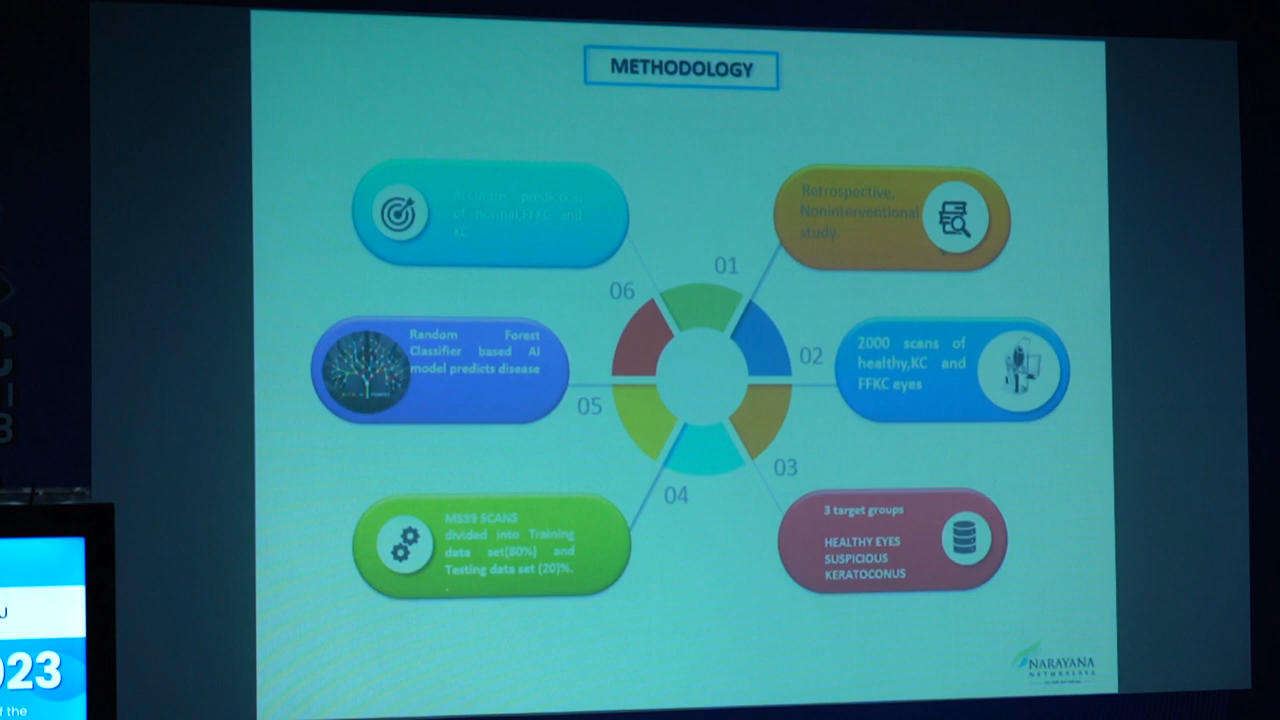 METHODOLOGY
Accurate prediction
of normal,FFKC and
KC
Retrospective,
Noninterventional
study
01
06
02
05
03
04
Random Forest
Classifier based AI
model predicts disease
2000 scans of
healthy,KC and
FFKC eyes
MS39 SCANS
divided into Training
data set(80%) and
Testing data set (20)%.
3 target groups
HEALTHY EYES
SUSPICIOUS
KERATOCONUS
NARAYANA
NETHRALAYA
U
023
f the